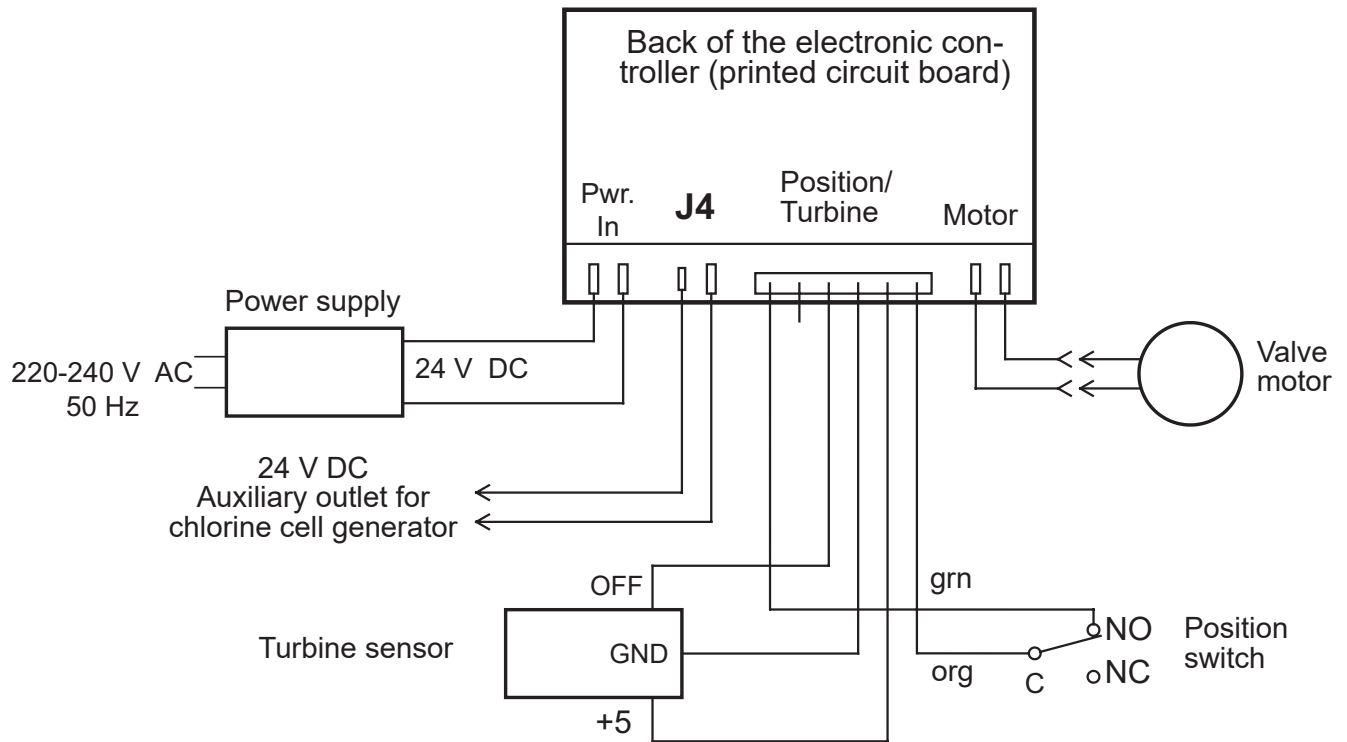 Back of the electronic con-
troller (printed circuit board)
Pwr.
In
J4
Position/
Turbine
Motor
Power supply
220-240 V AC
50 Hz
24 V DC
Valve
motor
24 V DC
Auxiliary outlet for
chlorine cell generator
OFF
Turbine sensor
GND
+5
grn
org
C
NO
NC
Position
switch